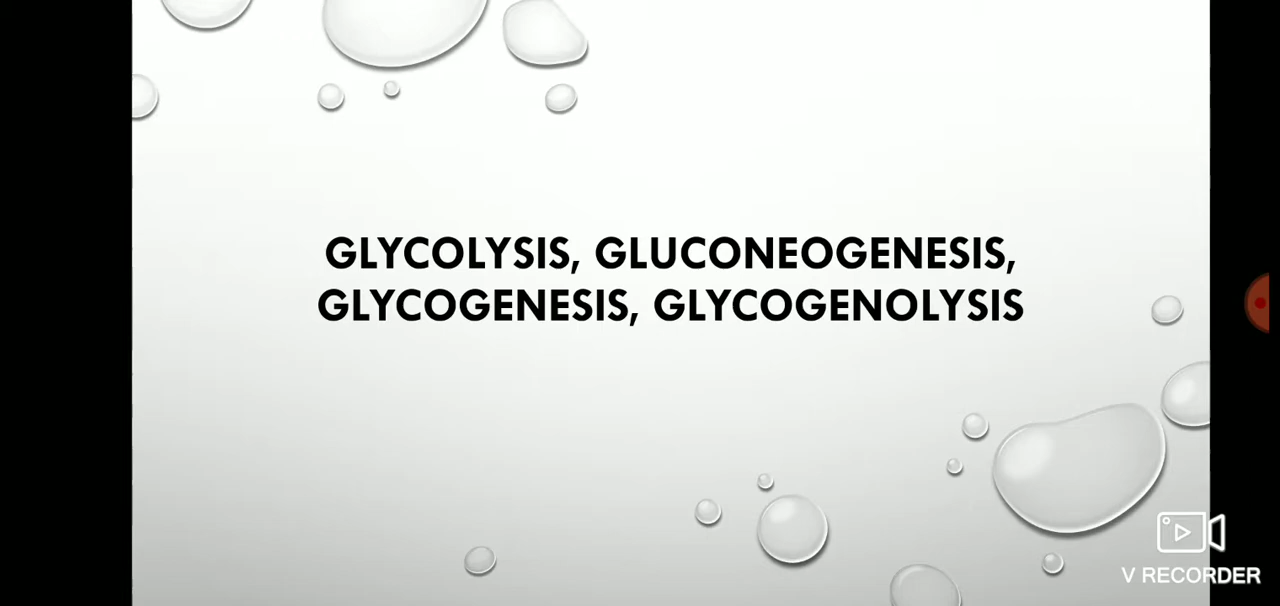 GLYCOLYSIS, GLUCONEOGENESIS,
GLYCOGENESIS, GLYCOGENOLYSIS
V RECORDER